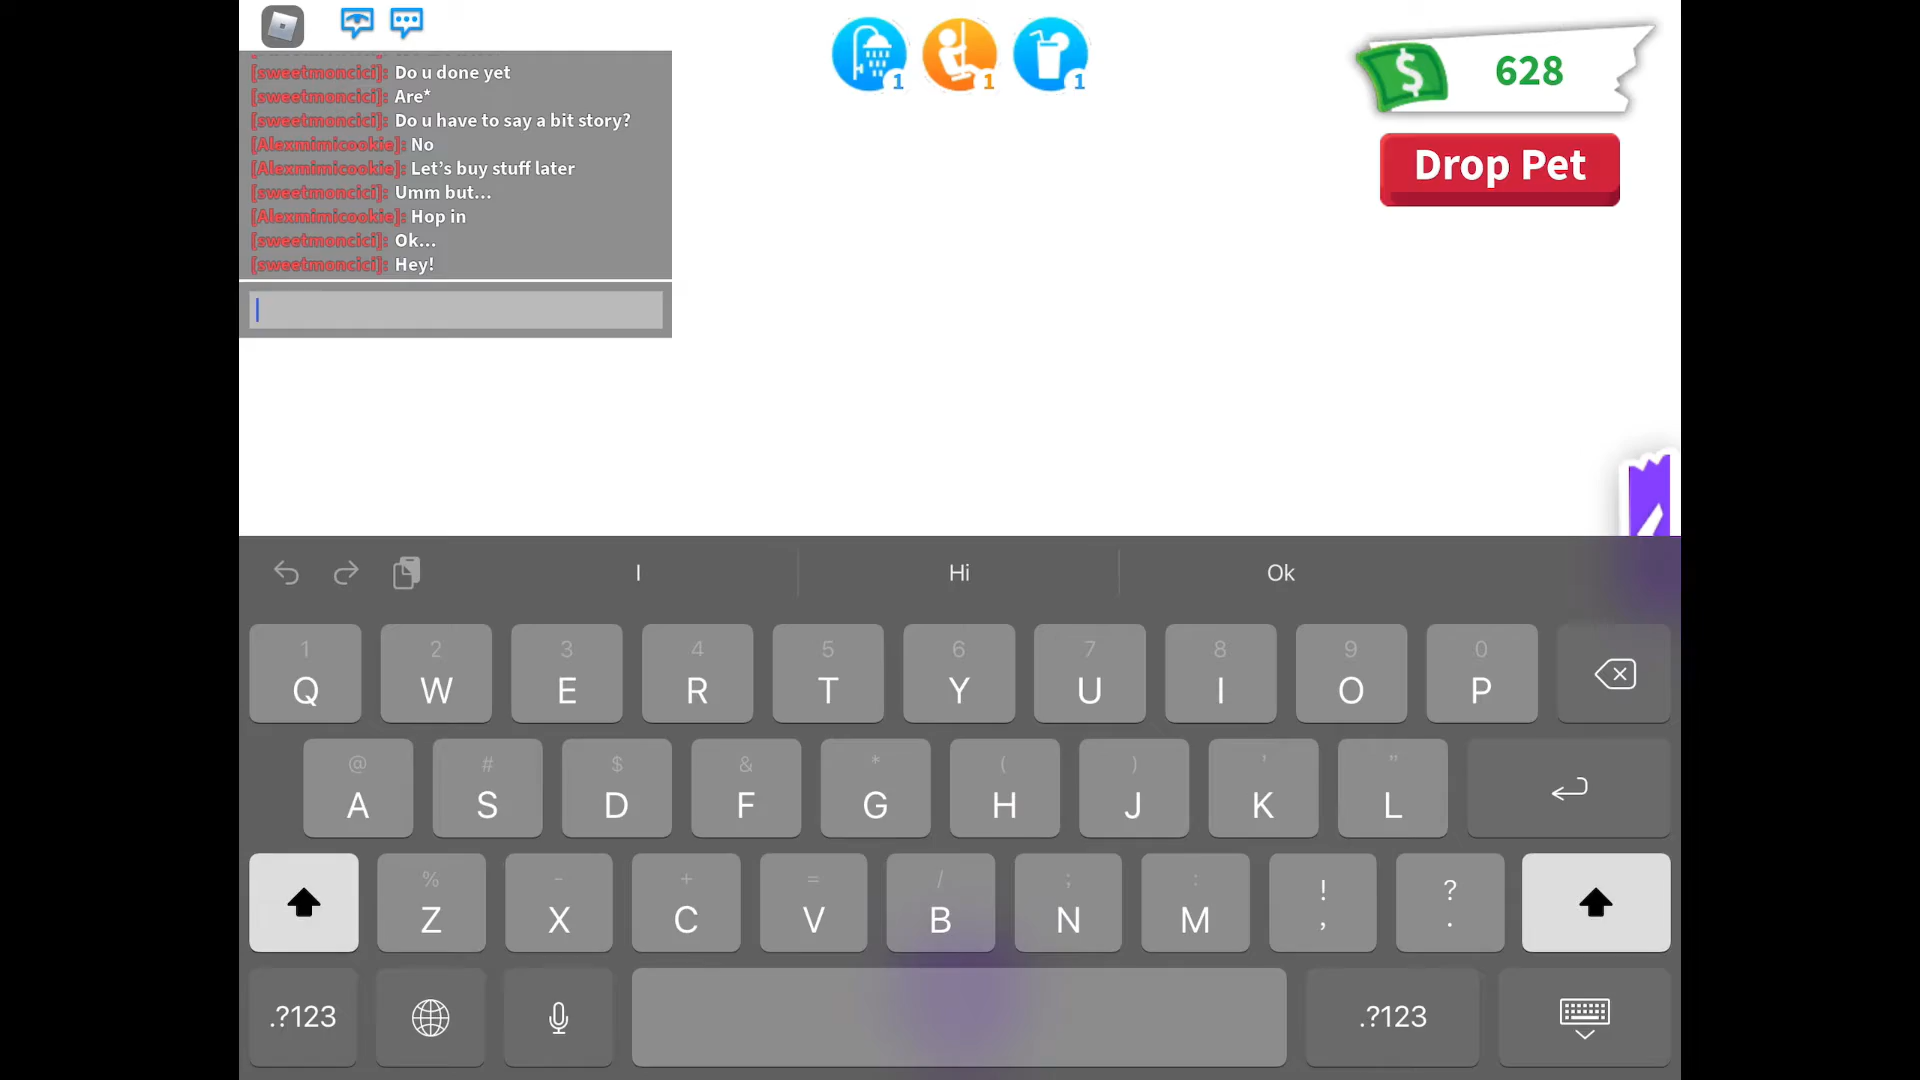 [sweetmoncici]: Do u done yet
[sweetmoncici]: Are*
[sweetmoncici]: Do u have to say a bit story?
[Alexmimicookie]: No
[Alexmimicookie]: Let’s buy stuff later
[sweetmoncici]: Umm but...
[Alexmimicookie]: Hop in
[sweetmoncici]: Ok...
[sweetmoncici]: Hey!
1
1
1
$ 628
Drop Pet
I Hi Ok
1 2 3 4 5 6 7 8 9 0
Q W E R T Y U I O P
@ # $ & * ( ) ' "
A S D F G H J K L
% - + = / ; : ! ?
Z X C V B N M , .
.?123 .?123